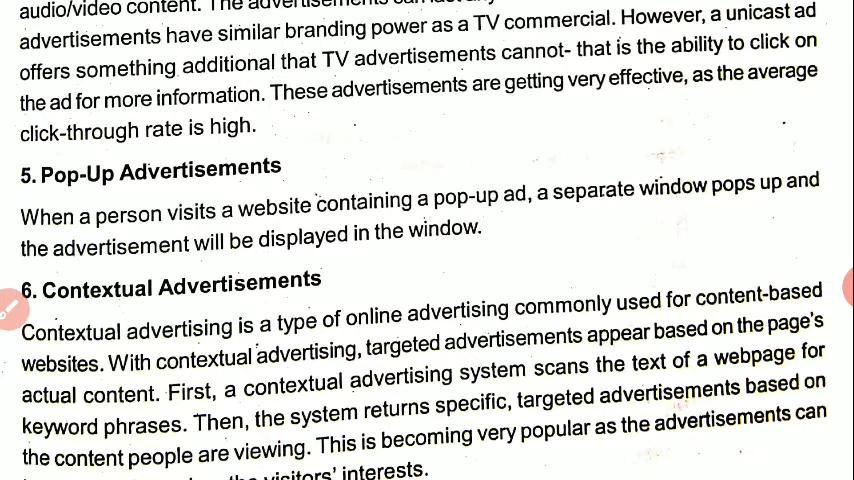 audio/video content. The advertisements can
advertisements have similar branding power as a TV commercial. However, a unicast ad
offers something additional that TV advertisements cannot- that is the ability to click on
the ad for more information. These advertisements are getting very effective, as the average
click-through rate is high.
5. Pop-Up Advertisements
When a person visits a website containing a pop-up ad, a separate window pops up and
the advertisement will be displayed in the window.
6. Contextual Advertisements
Contextual advertising is a type of online advertising commonly used for content-based
websites. With contextual advertising, targeted advertisements appear based on the page's
actual content. First, a contextual advertising system scans the text of a webpage for
keyword phrases. Then, the system returns specific, targeted advertisements based on
the content people are viewing. This is becoming very popular as the advertisements can
the visitors' interests.